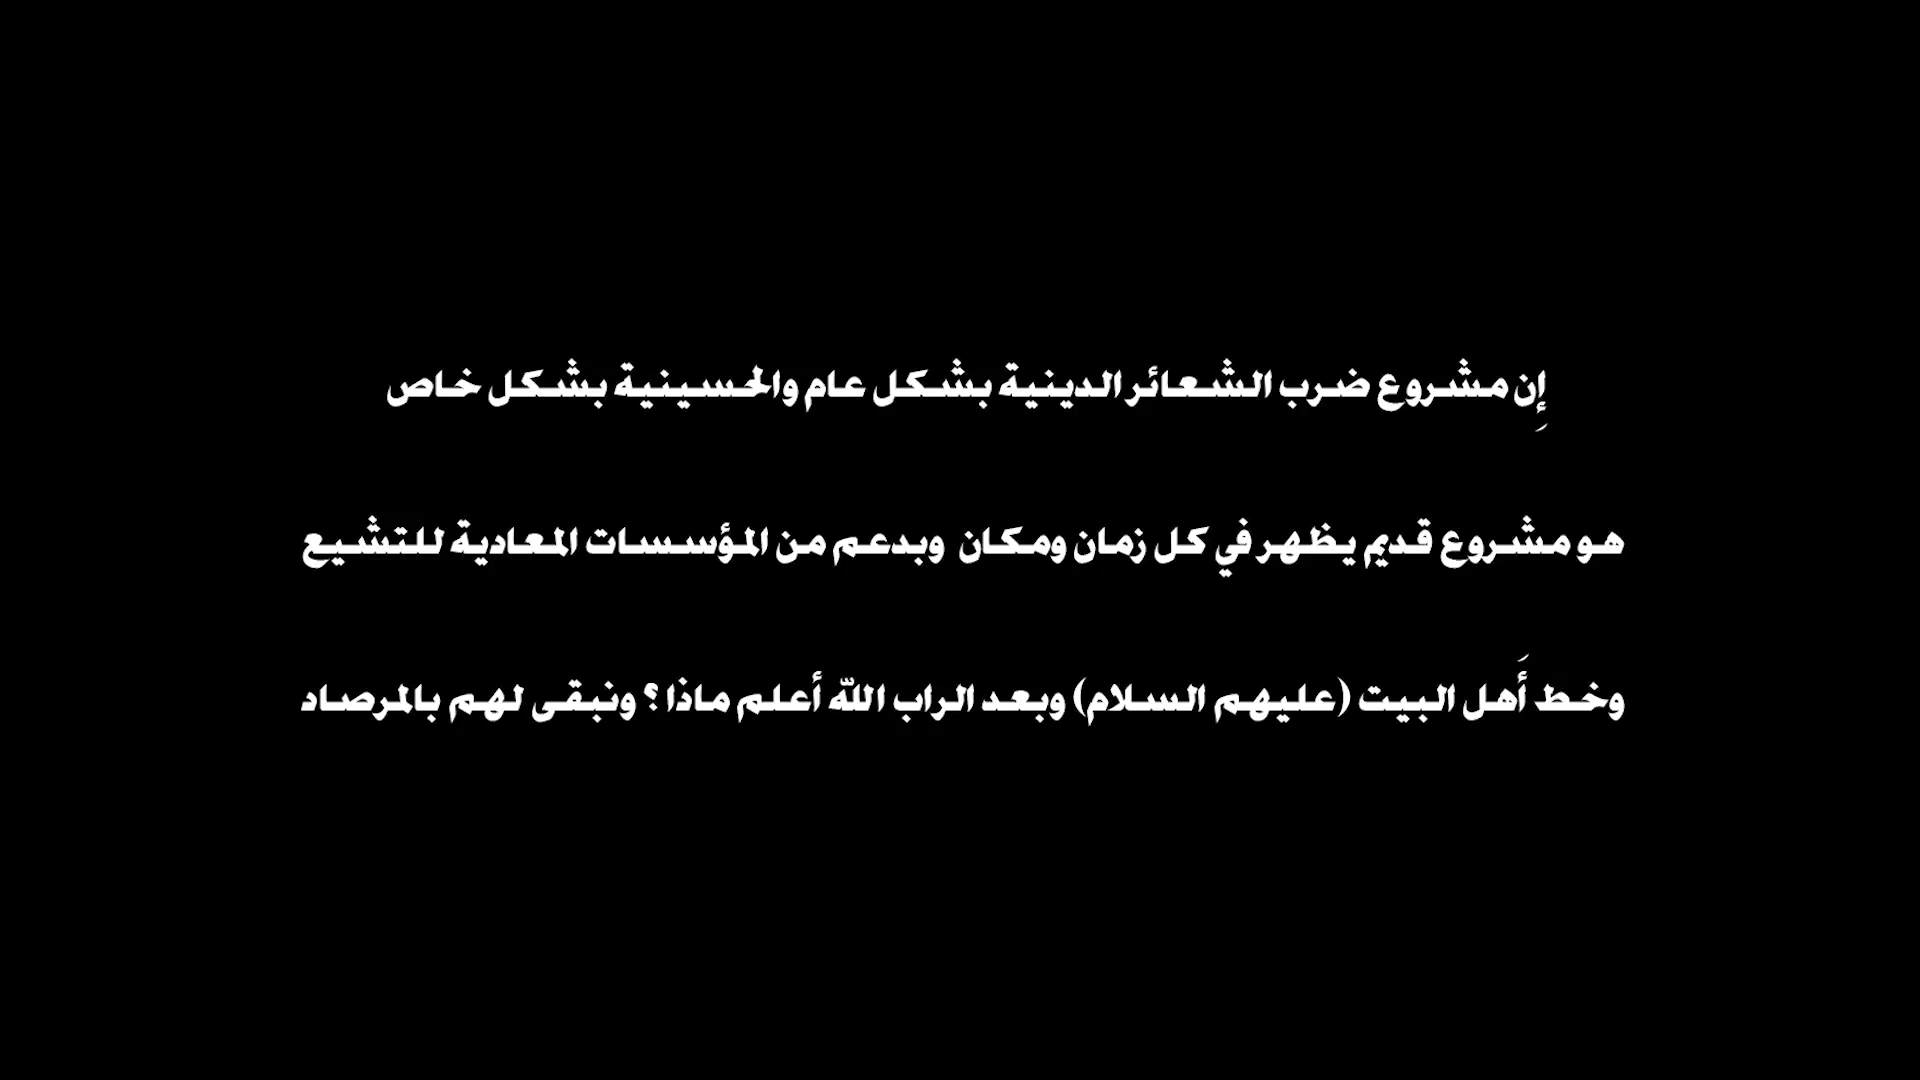 إِن مشروع ضرب الشعائر الدينية بشكل عام والحسينية بشكل خاص
هو مشروع قديم يظهر في كل زمان ومكان وبدعم من المؤسسات المعادية للتشيع
وخط أَهل البيت (عليهم السلام) وبعد الراب الله أعلم ماذا ؟ ونبقى لهم بالمرصاد